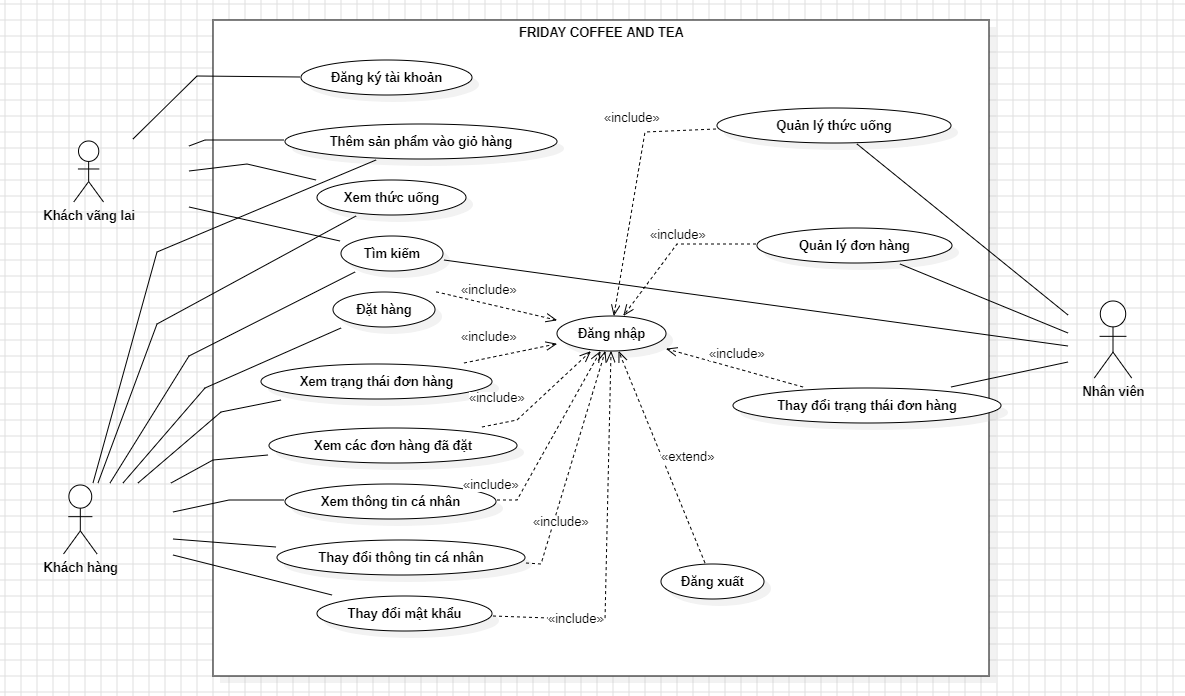 FRIDAY COFFEE AND TEA
Đăng ký tài khoản
«include»
Quản lý thức uống
Thêm sản phẩm vào giỏ hàng
Xem thức uống
Khách vãng lai
«include»
Quản lý đơn hàng
Tìm kiếm
«include»
Đặt hàng
Đăng nhập
«include»
«include»
Xem trạng thái đơn hàng
Nhân viên
«include»
Thay đổi trạng thái đơn hàng
Xem các đơn hàng đã đặt
«extend»
«include»
Xem thông tin cá nhân
«include»
Thay đổi thông tin cá nhân
Khách hàng
Đăng xuất
Thay đổi mật khẩu
«include»